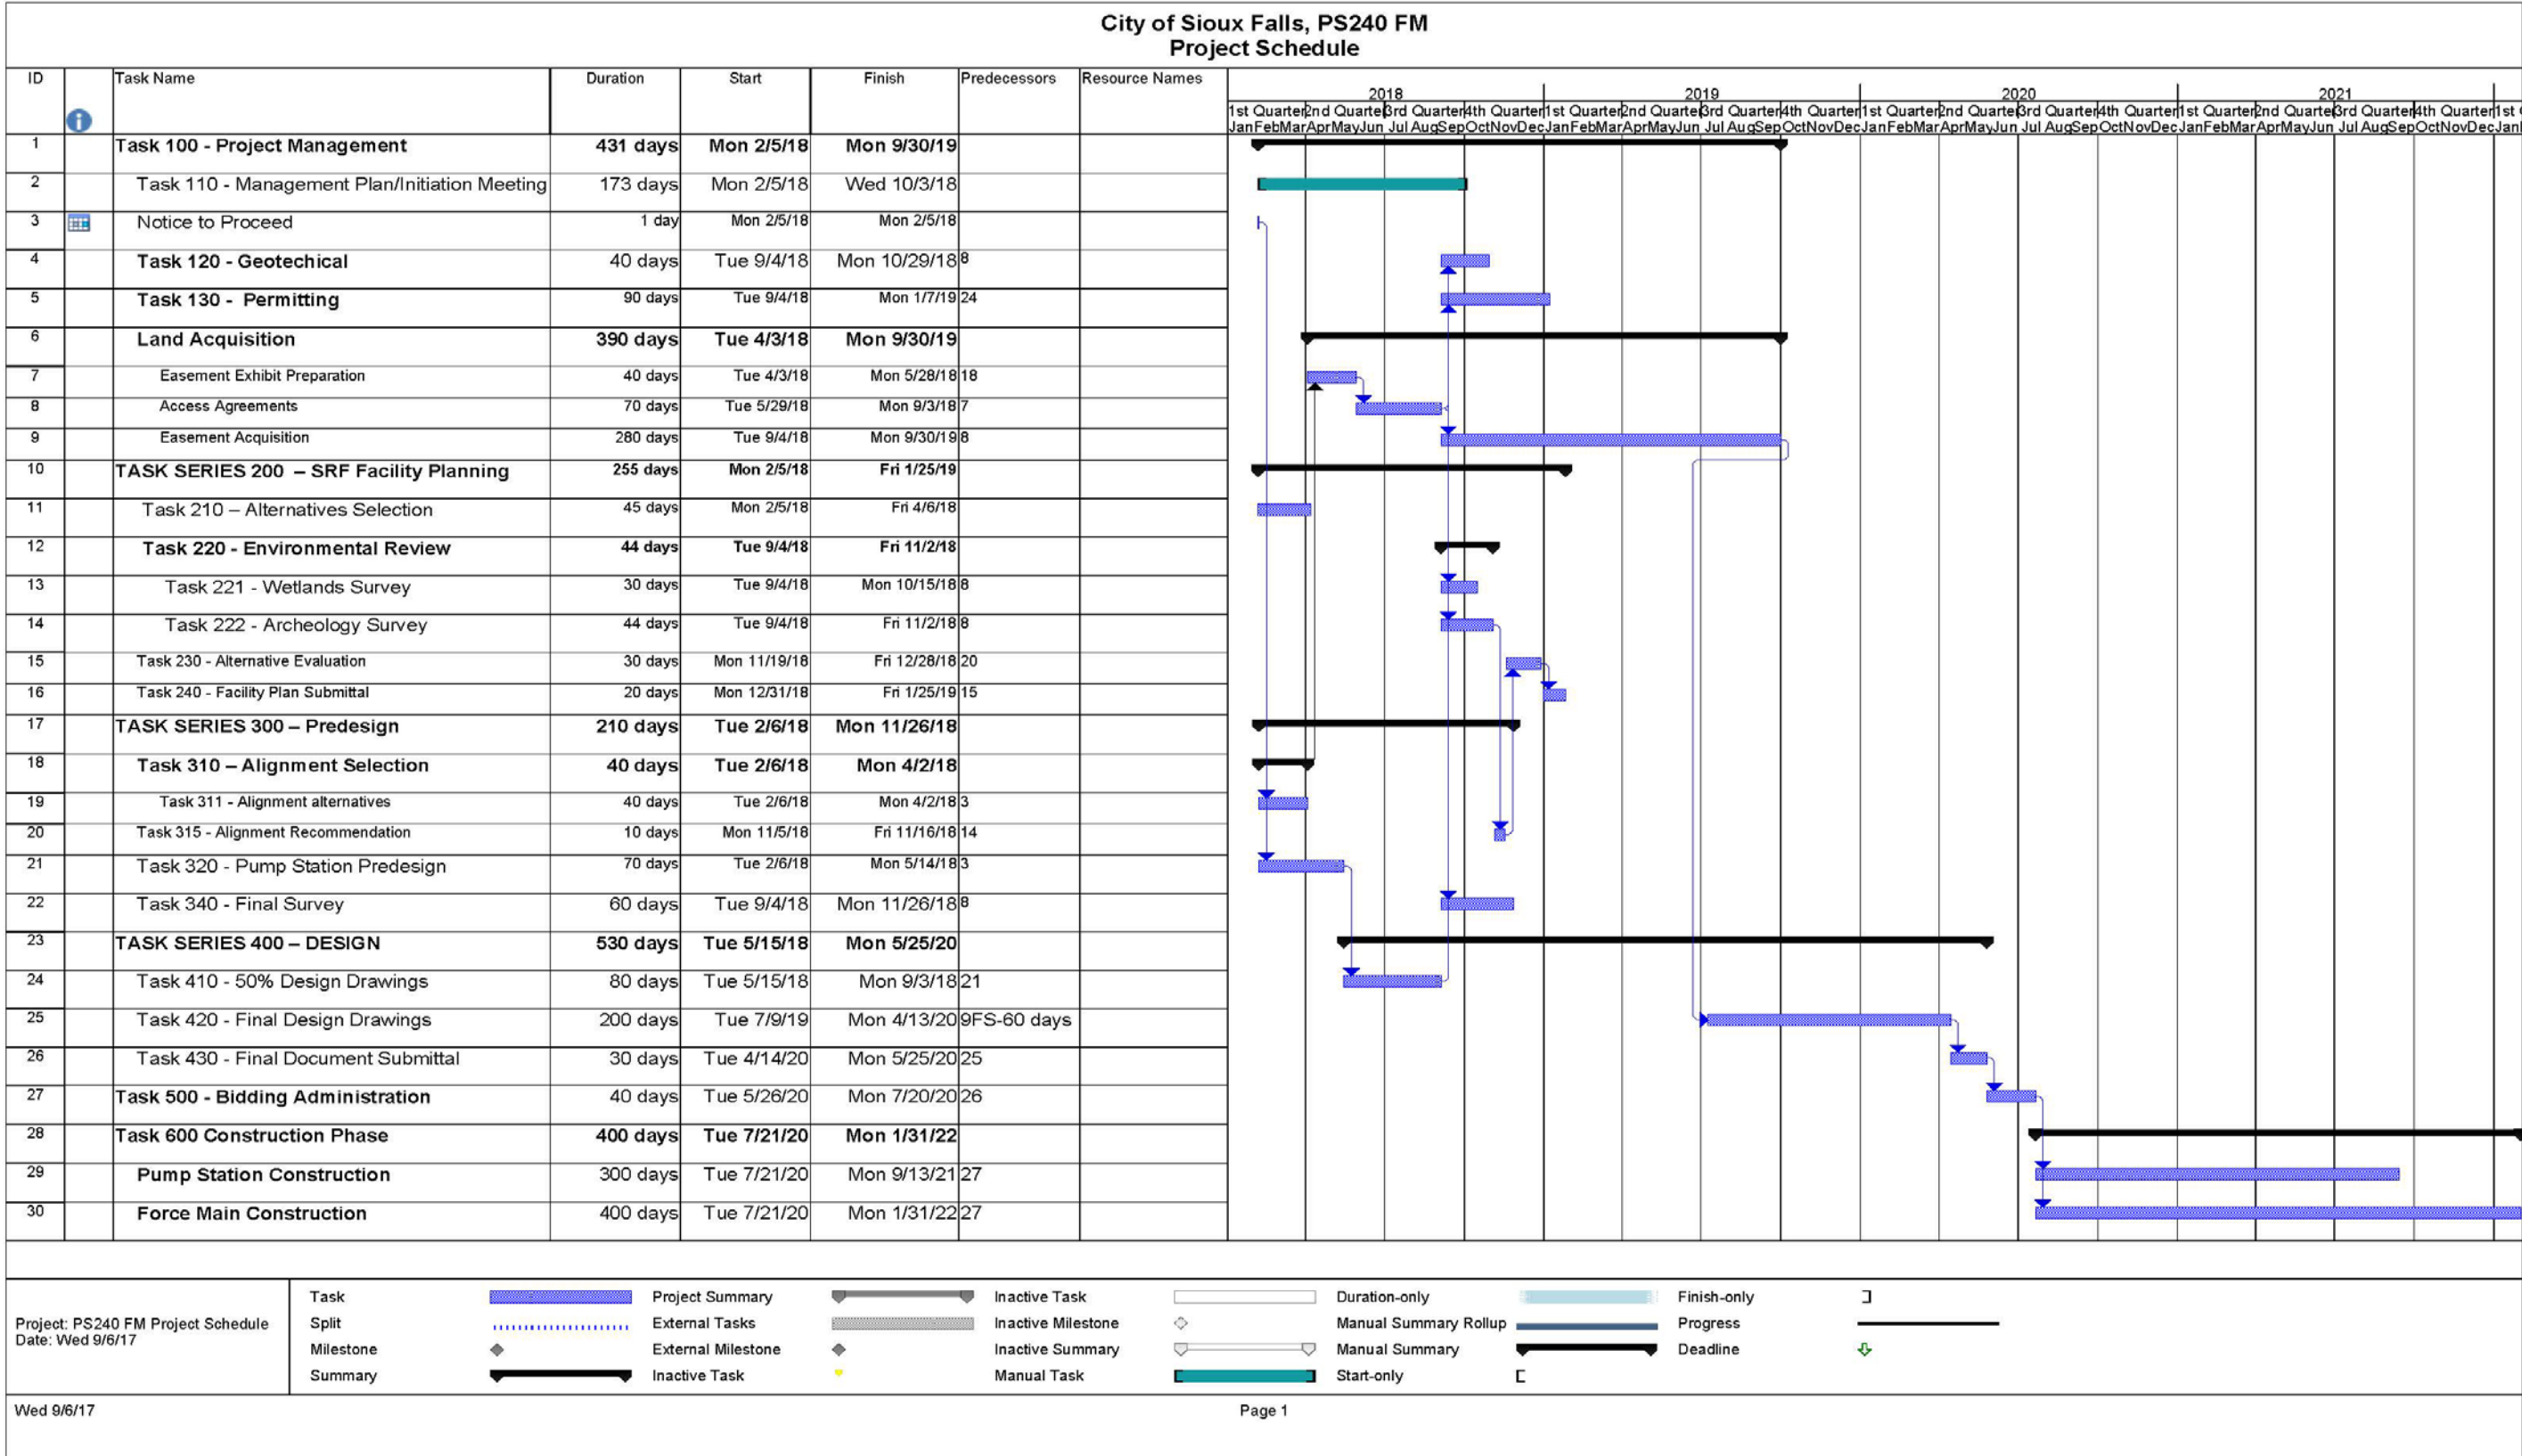 City of Sioux Falls, PS240 FM
Project Schedule
ID Task Name Duration Start Finish Predecessors Resource Names
2018 2019 2020 2021
1st Quarter 2nd Quarter 3rd Quarter 4th Quarter 1st Quarter 2nd Quarter 3rd Quarter 4th Quarter 1st Quarter 2nd Quarter 3rd Quarter 4th Quarter 1st Quarter 2nd Quarter 3rd Quarter 4th Quarter 1st
Jan Feb Mar Apr May Jun Jul Aug Sep Oct Nov Dec Jan Feb Mar Apr May Jun Jul Aug Sep Oct Nov Dec Jan Feb Mar Apr May Jun Jul Aug Sep Oct Nov Dec Jan Feb Mar Apr May Jun Jul Aug Sep Oct Nov Dec Jan
1 Task 100 - Project Management 431 days Mon 2/5/18 Mon 9/30/19
2 Task 110 - Management Plan/Initiation Meeting 173 days Mon 2/5/18 Wed 10/3/18
3 Notice to Proceed 1 day Mon 2/5/18 Mon 2/5/18
4 Task 120 - Geotechical 40 days Tue 9/4/18 Mon 10/29/18 8
5 Task 130 - Permitting 90 days Tue 9/4/18 Mon 1/7/19 24
6 Land Acquisition 390 days Tue 4/3/18 Mon 9/30/19
7 Easement Exhibit Preparation 40 days Tue 4/3/18 Mon 5/28/18 18
8 Access Agreements 70 days Tue 5/29/18 Mon 9/3/18 7
9 Easement Acquisition 280 days Tue 9/4/18 Mon 9/30/19 8
10 TASK SERIES 200 – SRF Facility Planning 255 days Mon 2/5/18 Fri 1/25/19
11 Task 210 – Alternatives Selection 45 days Mon 2/5/18 Fri 4/6/18
12 Task 220 - Environmental Review 44 days Tue 9/4/18 Fri 11/2/18
13 Task 221 - Wetlands Survey 30 days Tue 9/4/18 Mon 10/15/18 8
14 Task 222 - Archeology Survey 44 days Tue 9/4/18 Fri 11/2/18 8
15 Task 230 - Alternative Evaluation 30 days Mon 11/19/18 Fri 12/28/18 20
16 Task 240 - Facility Plan Submittal 20 days Mon 12/31/18 Fri 1/25/19 15
17 TASK SERIES 300 – Predesign 210 days Tue 2/6/18 Mon 11/26/18
18 Task 310 – Alignment Selection 40 days Tue 2/6/18 Mon 4/2/18
19 Task 311 - Alignment alternatives 40 days Tue 2/6/18 Mon 4/2/18 3
20 Task 315 - Alignment Recommendation 10 days Mon 11/5/18 Fri 11/16/18 14
21 Task 320 - Pump Station Predesign 70 days Tue 2/6/18 Mon 5/14/18 3
22 Task 340 - Final Survey 60 days Tue 9/4/18 Mon 11/26/18 8
23 TASK SERIES 400 – DESIGN 530 days Tue 5/15/18 Mon 5/25/20
24 Task 410 - 50% Design Drawings 80 days Tue 5/15/18 Mon 9/3/18 21
25 Task 420 - Final Design Drawings 200 days Tue 7/9/19 Mon 4/13/20 9FS-60 days
26 Task 430 - Final Document Submittal 30 days Tue 4/14/20 Mon 5/25/20 25
27 Task 500 - Bidding Administration 40 days Tue 5/26/20 Mon 7/20/20 26
28 Task 600 Construction Phase 400 days Tue 7/21/20 Mon 1/31/22
29 Pump Station Construction 300 days Tue 7/21/20 Mon 9/13/21 27
30 Force Main Construction 400 days Tue 7/21/20 Mon 1/31/22 27
Project: PS240 FM Project Schedule
Date: Wed 9/6/17
Task Project Summary Inactive Task Duration-only Finish-only
Split External Tasks Inactive Milestone Manual Summary Rollup Progress
Milestone External Milestone Inactive Summary Manual Summary Deadline
Summary Inactive Task Manual Task Start-only
Wed 9/6/17 Page 1